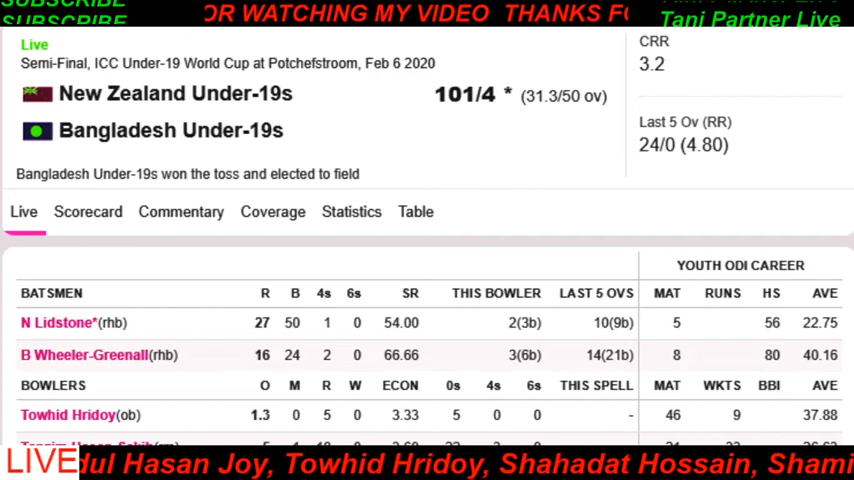 SUBSCRIBE
SUBSCRIBE
OR WATCHING MY VIDEO THANKS FO
Tani Partner Live
Live
Semi-Final, ICC Under-19 World Cup at Potchefstroom, Feb 6 2020
New Zealand Under-19s 101/4 * (31.3/50 ov)
Bangladesh Under-19s
Bangladesh Under-19s won the toss and elected to field
CRR
3.2
Last 5 Ov (RR)
24/0 (4.80)
Live Scorecard Commentary Coverage Statistics Table
YOUTH ODI CAREER
BATSMEN R B 4s 6s SR THIS BOWLER LAST 5 OVS MAT RUNS HS AVE
N Lidstone*(rhb) 27 50 1 0 54.00 2(3b) 10(9b) 5 56 22.75
B Wheeler-Greenall(rhb) 16 24 2 0 66.66 3(6b) 14(21b) 8 80 40.16
BOWLERS O M R W ECON 0s 4s 6s THIS SPELL MAT WKTS BBI AVE
Towhid Hridoy(ob) 1.3 0 5 0 3.33 5 0 0 - 46 9 37.88
LIVE dul Hasan Joy, Towhid Hridoy, Shahadat Hossain, Shami